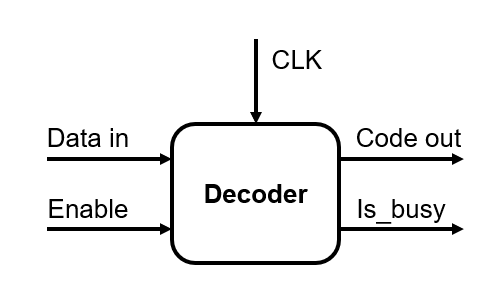 CLK
Data in
Code out
Decoder
Enable
Is_busy